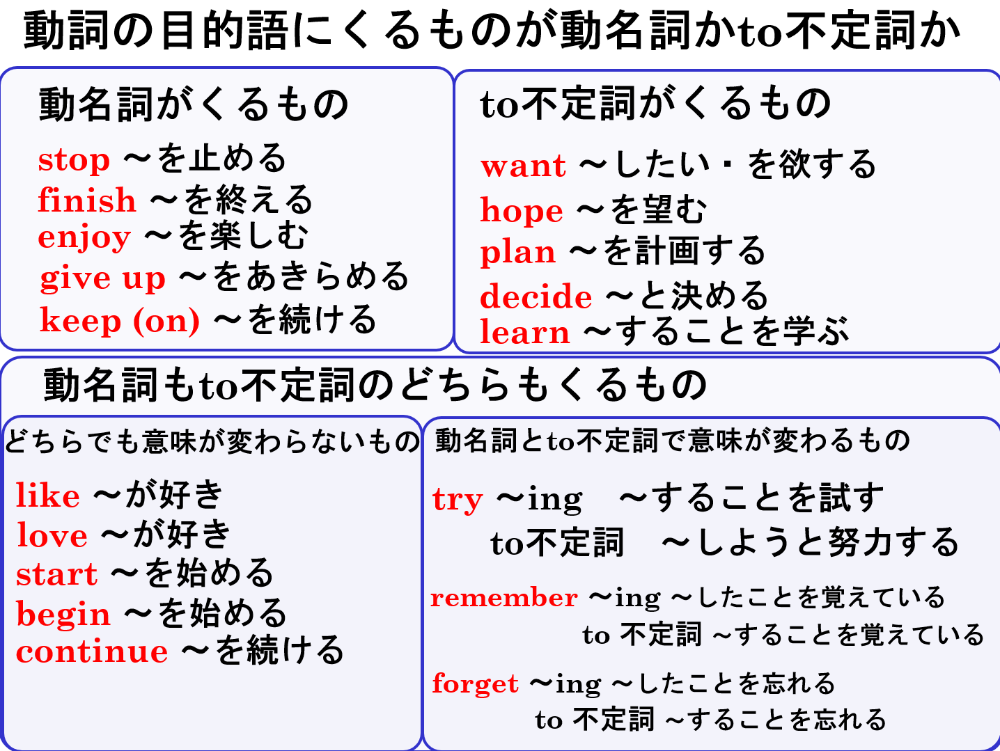 動詞の目的語にくるものが動名詞かto不定詞か
動名詞がくるもの
stop ～を止める
finish ～を終える
enjoy ～を楽しむ
give up ～をあきらめる
keep (on) ～を続ける
to不定詞がくるもの
want ～したい・を欲する
hope ～を望む
plan ～を計画する
decide ～と決める
learn ～することを学ぶ
動名詞もto不定詞のどちらもくるもの
どちらでも意味が変わらないもの
like ～が好き
love ～が好き
start ～を始める
begin ～を始める
continue ～を続ける
動名詞とto不定詞で意味が変わるもの
try ～ing　～することを試す
to不定詞　～しようと努力する
remember ～ing ～したことを覚えている
to 不定詞 ～することを覚えている
forget ～ing ～したことを忘れる
to 不定詞 ～することを忘れる